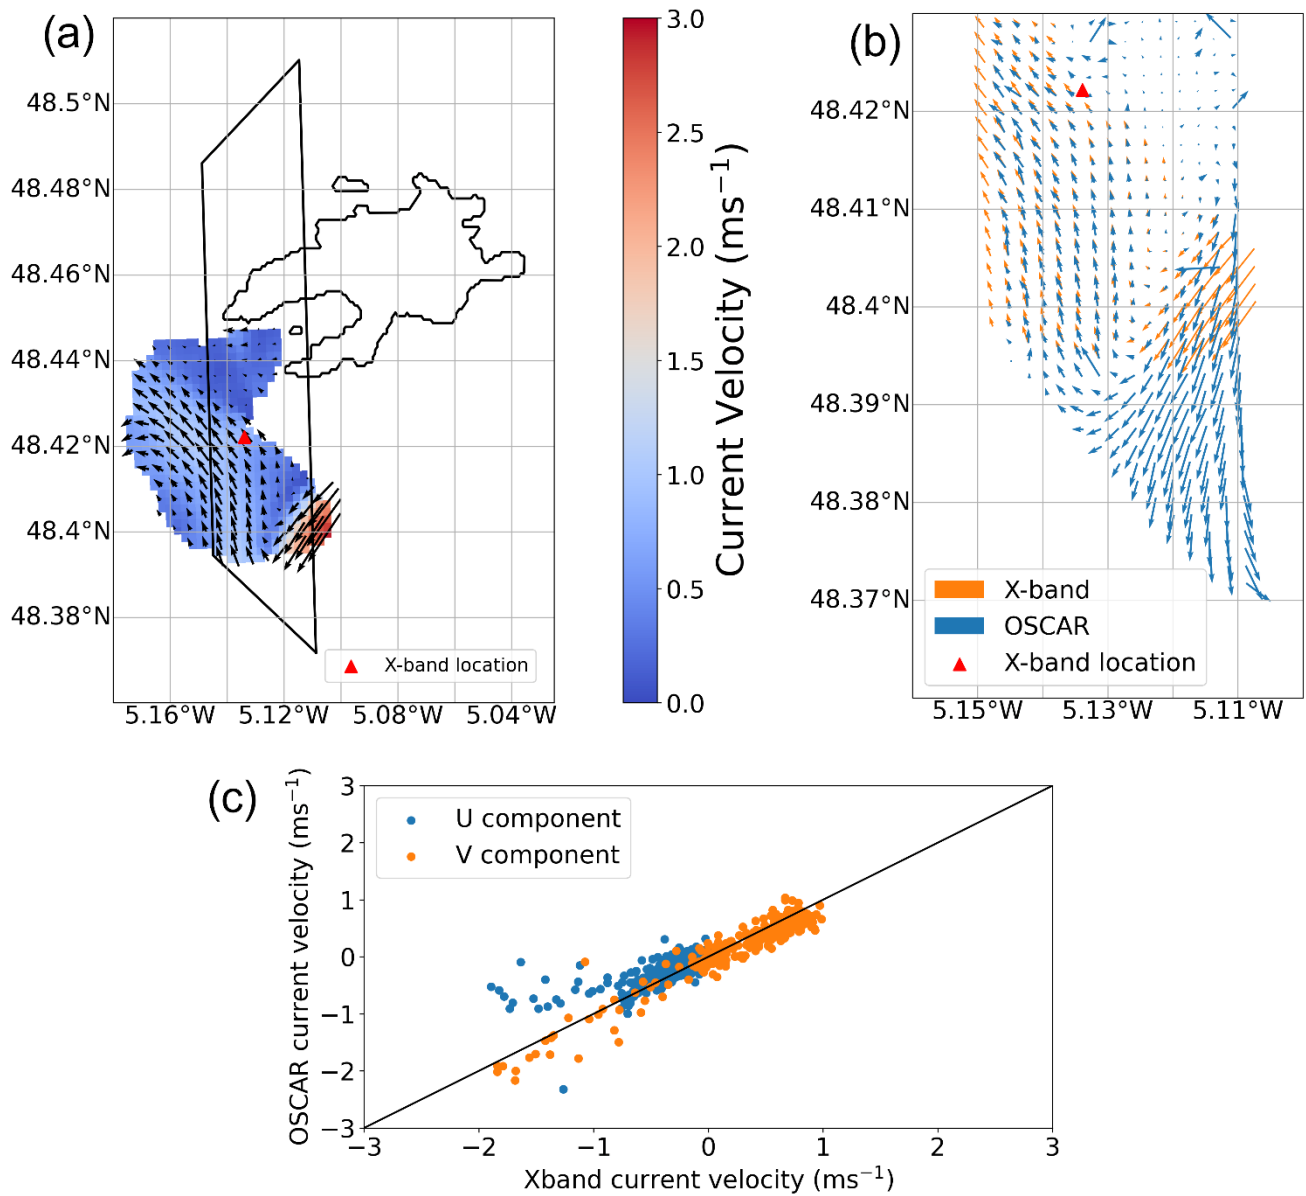 (a)
48.5°N
48.48°N
48.46°N
48.44°N
48.42°N
48.4°N
48.38°N
5.16°W 5.12°W 5.08°W 5.04°W
X-band location
3.0
2.5
2.0
1.5
1.0
0.5
0.0
Current Velocity (ms⁻¹)
(b)
48.42°N
48.41°N
48.4°N
48.39°N
48.38°N
48.37°N
5.15°W 5.13°W 5.11°W
X-band
OSCAR
X-band location
(c)
OSCAR current velocity (ms⁻¹)
3
2
1
0
−1
−2
−3
−3 −2 −1 0 1 2 3
Xband current velocity (ms⁻¹)
U component
V component